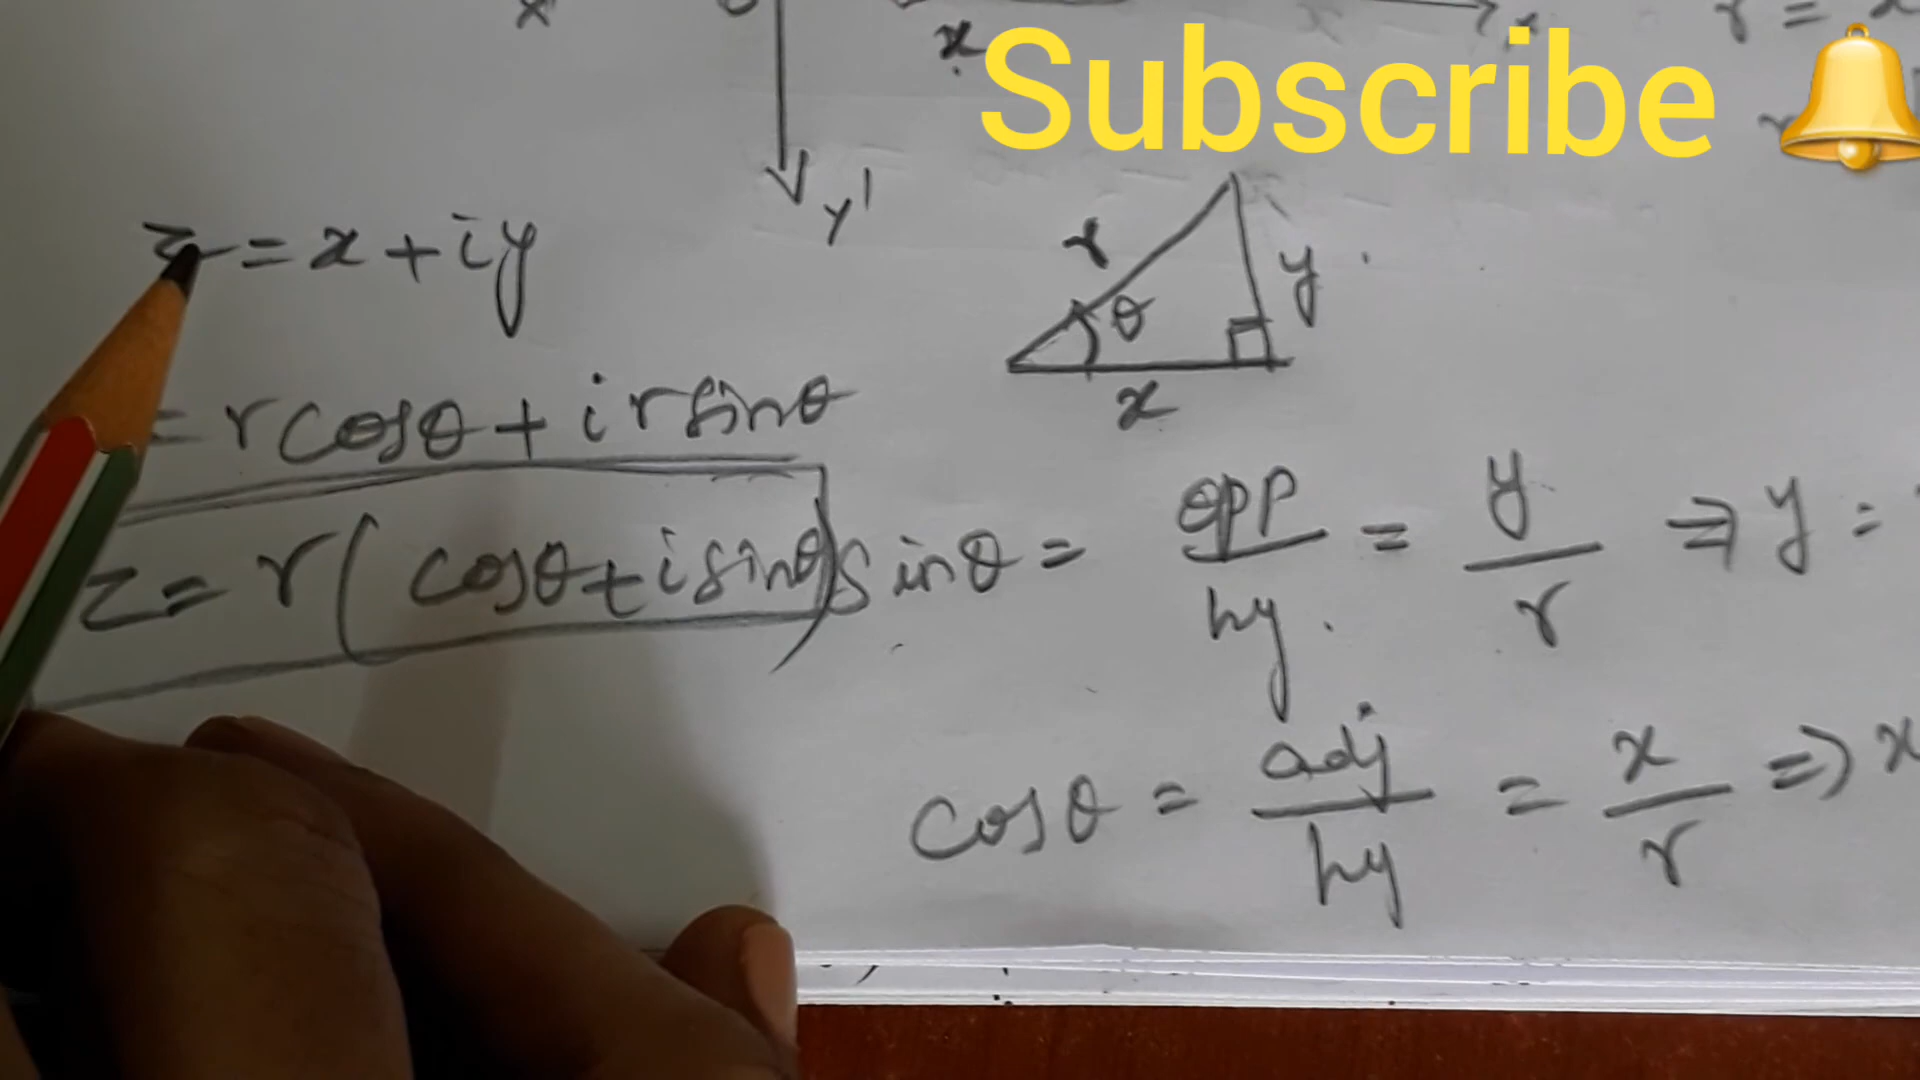 x
r =
Subscribe 🔔
y'
z = x + iy
r
y
θ
x
= r cosθ + i r sinθ
z = r ( cosθ + i sinθ )
sinθ = opp/hy. = y/r ⇒ y =
cosθ = adj/hy = x/r ⇒ x